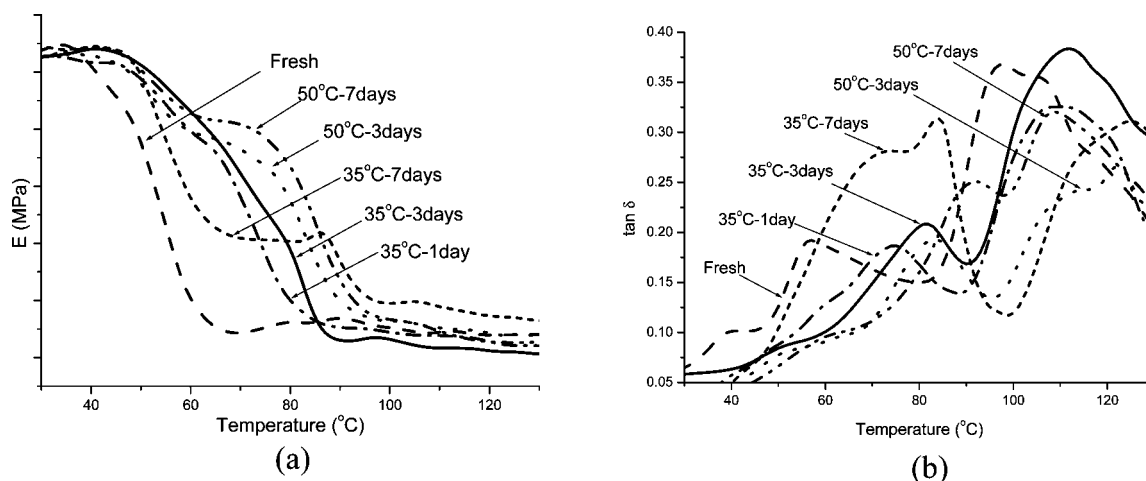 Fresh
50°C-7days
50°C-3days
35°C-7days
35°C-3days
35°C-1day
E (MPa)
40 60 80 100 120
Temperature (°C)
(a)
0.40
0.35
0.30
0.25
0.20
0.15
0.10
0.05
tan δ
50°C-7days
50°C-3days
35°C-7days
35°C-3days
35°C-1day
Fresh
40 60 80 100 120
Temperature (°C)
(b)